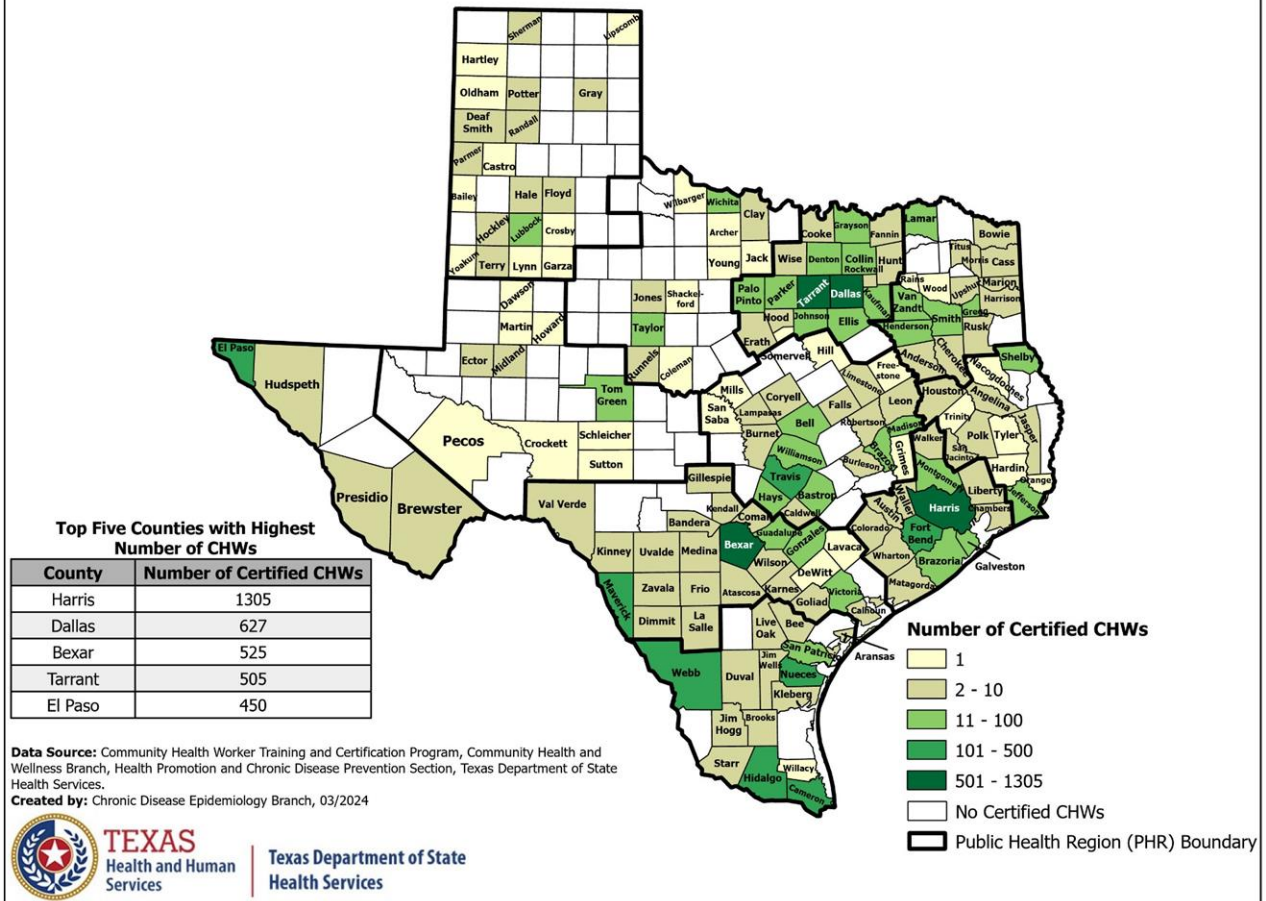 Sherman
Lipscomb
Hartley
Oldham
Potter
Gray
Deaf
Smith
Randall
Parmer
Castro
Bailey
Hale
Floyd
Hockley
Lubbock
Crosby
Yoakum
Terry
Lynn
Garza
Wilbarger
Wichita
Clay
Archer
Young
Jack
Cooke
Grayson
Fannin
Lamar
Bowie
Wise
Denton
Collin
Rockwall
Hunt
Titus
Morris
Cass
Rains
Wood
Upshur
Marion
Harrison
Palo
Pinto
Parker
Tarrant
Dallas
Kaufman
Van
Zandt
Smith
Gregg
Rusk
Hood
Johnson
Ellis
Henderson
Erath
Somervell
Hill
Anderson
Cherokee
Nacogdoches
Shelby
Dawson
Martin
Howard
Jones
Shackel-
ford
Taylor
Ector
Midland
Runnels
Coleman
El Paso
Hudspeth
Tom
Green
Mills
San
Saba
Lampasas
Coryell
Limestone
Free-
stone
Leon
Falls
Bell
Burnet
Robertson
Houston
Angelina
Trinity
Madison
Walker
San
Jacinto
Polk
Tyler
Jasper
Pecos
Crockett
Schleicher
Sutton
Williamson
Burleson
Brazos
Grimes
Montgomery
Hardin
Orange
Liberty
Jefferson
Chambers
Travis
Hays
Bastrop
Caldwell
Presidio
Brewster
Val Verde
Gillespie
Kendall
Comal
Bandera
Guadalupe
Gonzales
Waller
Austin
Harris
Fort
Bend
Colorado
Brazoria
Galveston
Kinney
Uvalde
Medina
Bexar
Wilson
Lavaca
Wharton
DeWitt
Matagorda
Maverick
Zavala
Frio
Atascosa
Karnes
Goliad
Victoria
Calhoun
Dimmit
La
Salle
Live
Oak
Bee
San Patricio
Aransas
Webb
Duval
Jim
Wells
Nueces
Kleberg
Jim
Hogg
Brooks
Starr
Hidalgo
Willacy
Cameron
Top Five Counties with Highest
Number of CHWs
County Number of Certified CHWs
Harris 1305
Dallas 627
Bexar 525
Tarrant 505
El Paso 450
Number of Certified CHWs
1
2 - 10
11 - 100
101 - 500
501 - 1305
No Certified CHWs
Public Health Region (PHR) Boundary
Data Source: Community Health Worker Training and Certification Program, Community Health and
Wellness Branch, Health Promotion and Chronic Disease Prevention Section, Texas Department of State
Health Services.
Created by: Chronic Disease Epidemiology Branch, 03/2024
TEXAS
Health and Human
Services
Texas Department of State
Health Services